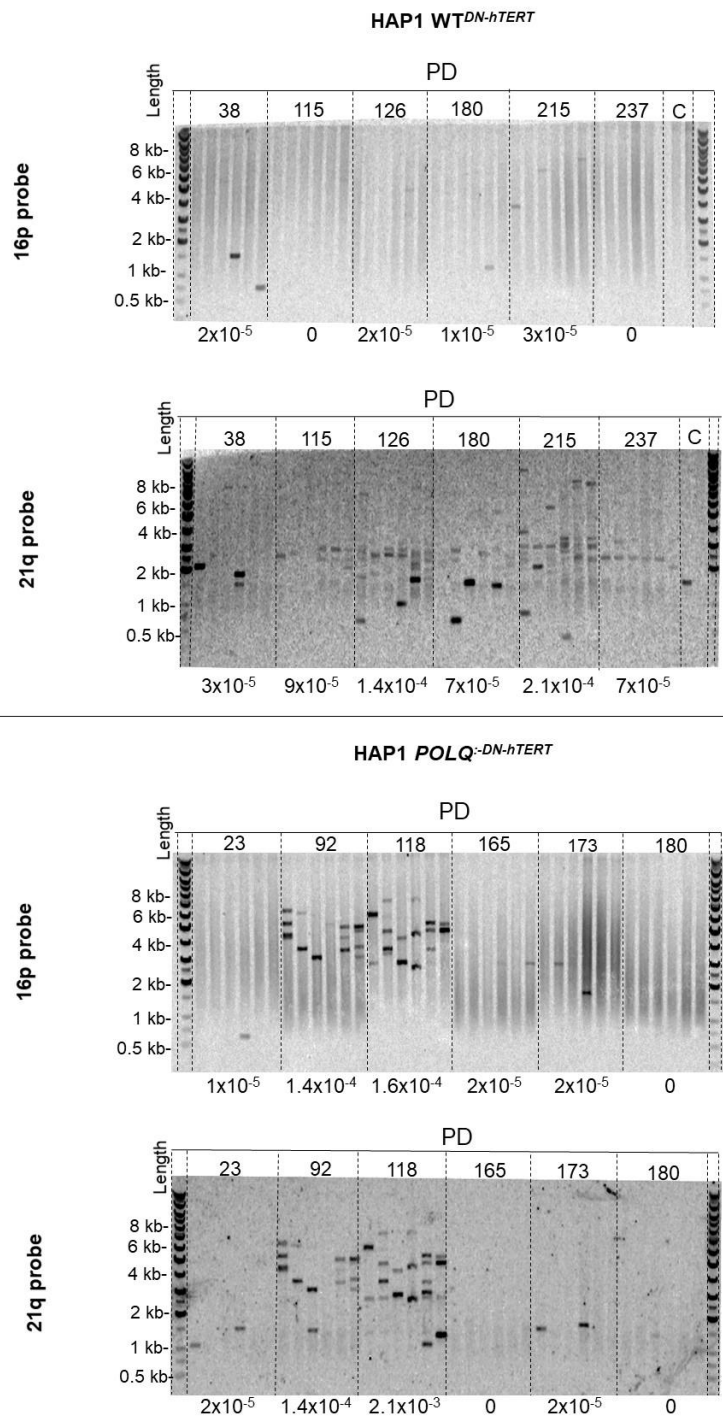 HAP1 WT^DN-hTERT
PD
Length
38 115 126 180 215 237 C
16p probe
8 kb-
6 kb-
4 kb-
2 kb-
1 kb-
0.5 kb-
2x10^-5 0 2x10^-5 1x10^-5 3x10^-5 0
PD
Length
38 115 126 180 215 237 C
21q probe
8 kb-
6 kb-
4 kb-
2 kb-
1 kb-
0.5 kb-
3x10^-5 9x10^-5 1.4x10^-4 7x10^-5 2.1x10^-4 7x10^-5
HAP1 POLQ^:-DN-hTERT
PD
Length
23 92 118 165 173 180
16p probe
8 kb-
6 kb-
4 kb-
2 kb-
1 kb-
0.5 kb-
1x10^-5 1.4x10^-4 1.6x10^-4 2x10^-5 2x10^-5 0
PD
Length
23 92 118 165 173 180
21q probe
8 kb-
6 kb-
4 kb-
2 kb-
1 kb-
0.5 kb-
2x10^-5 1.4x10^-4 2.1x10^-3 0 2x10^-5 0